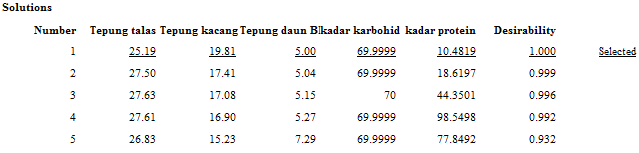 Solutions
Number Tepung talas Tepung kacang Tepung daun B kadar karbohid kadar protein Desirability
1 25.19 19.81 5.00 69.9999 10.4819 1.000 Selected
2 27.50 17.41 5.04 69.9999 18.6197 0.999
3 27.63 17.08 5.15 70 44.3501 0.996
4 27.61 16.90 5.27 69.9999 98.5498 0.992
5 26.83 15.23 7.29 69.9999 77.8492 0.932